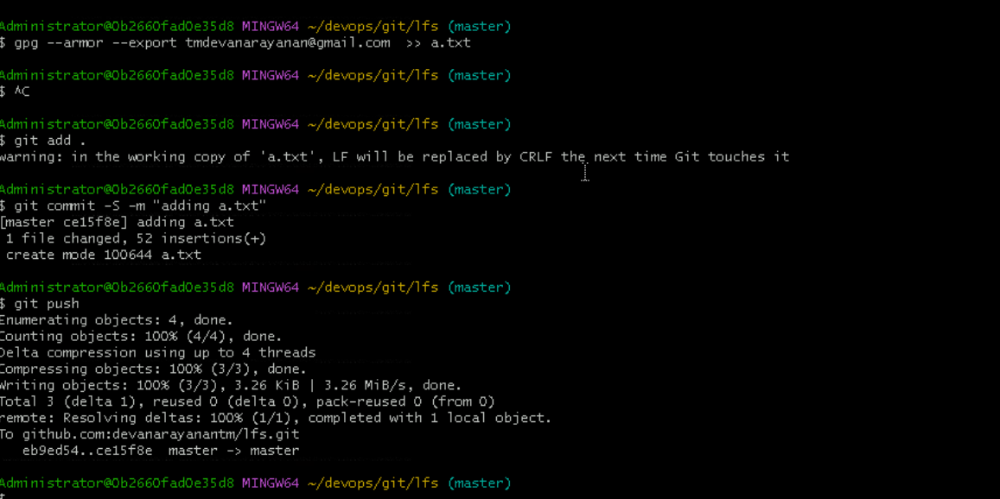 Administrator@0b2660fad0e35d8 MINGW64 ~/devops/git/lfs (master)
$ gpg --armor --export tmdevanarayanan@gmail.com  >> a.txt
Administrator@0b2660fad0e35d8 MINGW64 ~/devops/git/lfs (master)
$ ^C
Administrator@0b2660fad0e35d8 MINGW64 ~/devops/git/lfs (master)
$ git add .
warning: in the working copy of 'a.txt', LF will be replaced by CRLF the next time Git touches it
Administrator@0b2660fad0e35d8 MINGW64 ~/devops/git/lfs (master)
$ git commit -S -m "adding a.txt"
[master ce15f8e] adding a.txt
 1 file changed, 52 insertions(+)
 create mode 100644 a.txt
Administrator@0b2660fad0e35d8 MINGW64 ~/devops/git/lfs (master)
$ git push
Enumerating objects: 4, done.
Counting objects: 100% (4/4), done.
Delta compression using up to 4 threads
Compressing objects: 100% (3/3), done.
Writing objects: 100% (3/3), 3.26 KiB | 3.26 MiB/s, done.
Total 3 (delta 1), reused 0 (delta 0), pack-reused 0 (from 0)
remote: Resolving deltas: 100% (1/1), completed with 1 local object.
To github.com:devanarayanantm/lfs.git
   eb9ed54..ce15f8e  master -> master
Administrator@0b2660fad0e35d8 MINGW64 ~/devops/git/lfs (master)
$